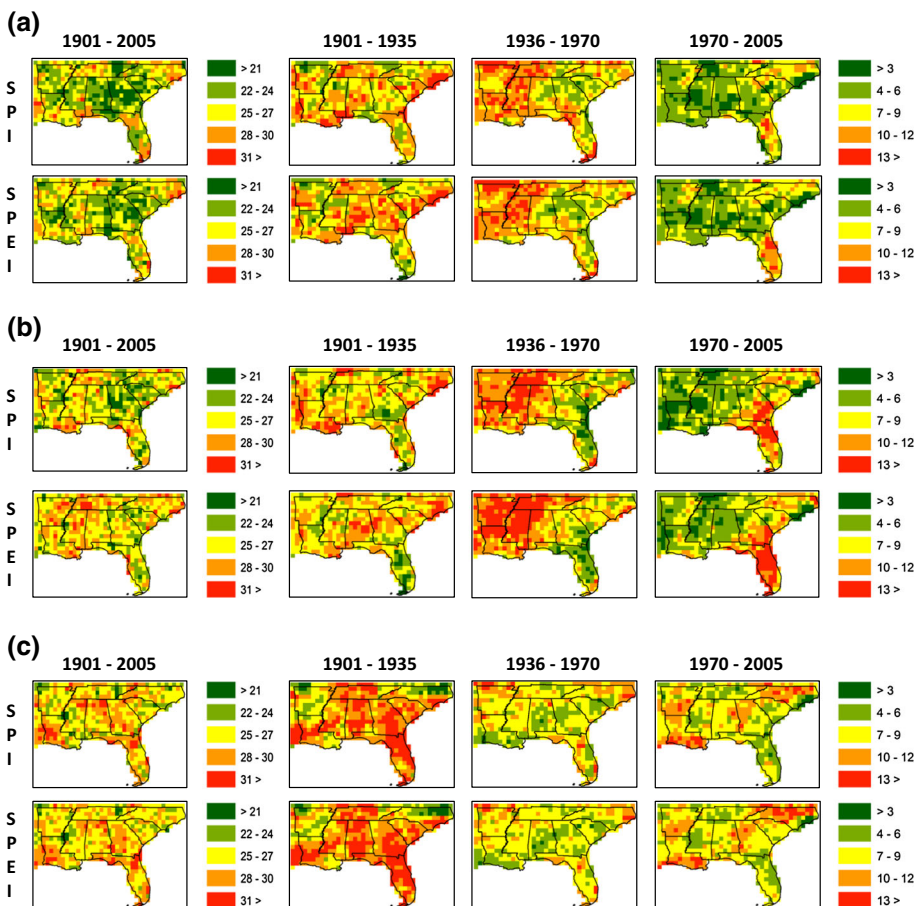 (a)
1901 - 2005 1901 - 1935 1936 - 1970 1970 - 2005
S
P
I
> 21
22 - 24
25 - 27
28 - 30
31 >
> 3
4 - 6
7 - 9
10 - 12
13 >
S
P
E
I
> 21
22 - 24
25 - 27
28 - 30
31 >
> 3
4 - 6
7 - 9
10 - 12
13 >
(b)
1901 - 2005 1901 - 1935 1936 - 1970 1970 - 2005
S
P
I
> 21
22 - 24
25 - 27
28 - 30
31 >
> 3
4 - 6
7 - 9
10 - 12
13 >
S
P
E
I
> 21
22 - 24
25 - 27
28 - 30
31 >
> 3
4 - 6
7 - 9
10 - 12
13 >
(c)
1901 - 2005 1901 - 1935 1936 - 1970 1970 - 2005
S
P
I
> 21
22 - 24
25 - 27
28 - 30
31 >
> 3
4 - 6
7 - 9
10 - 12
13 >
S
P
E
I
> 21
22 - 24
25 - 27
28 - 30
31 >
> 3
4 - 6
7 - 9
10 - 12
13 >